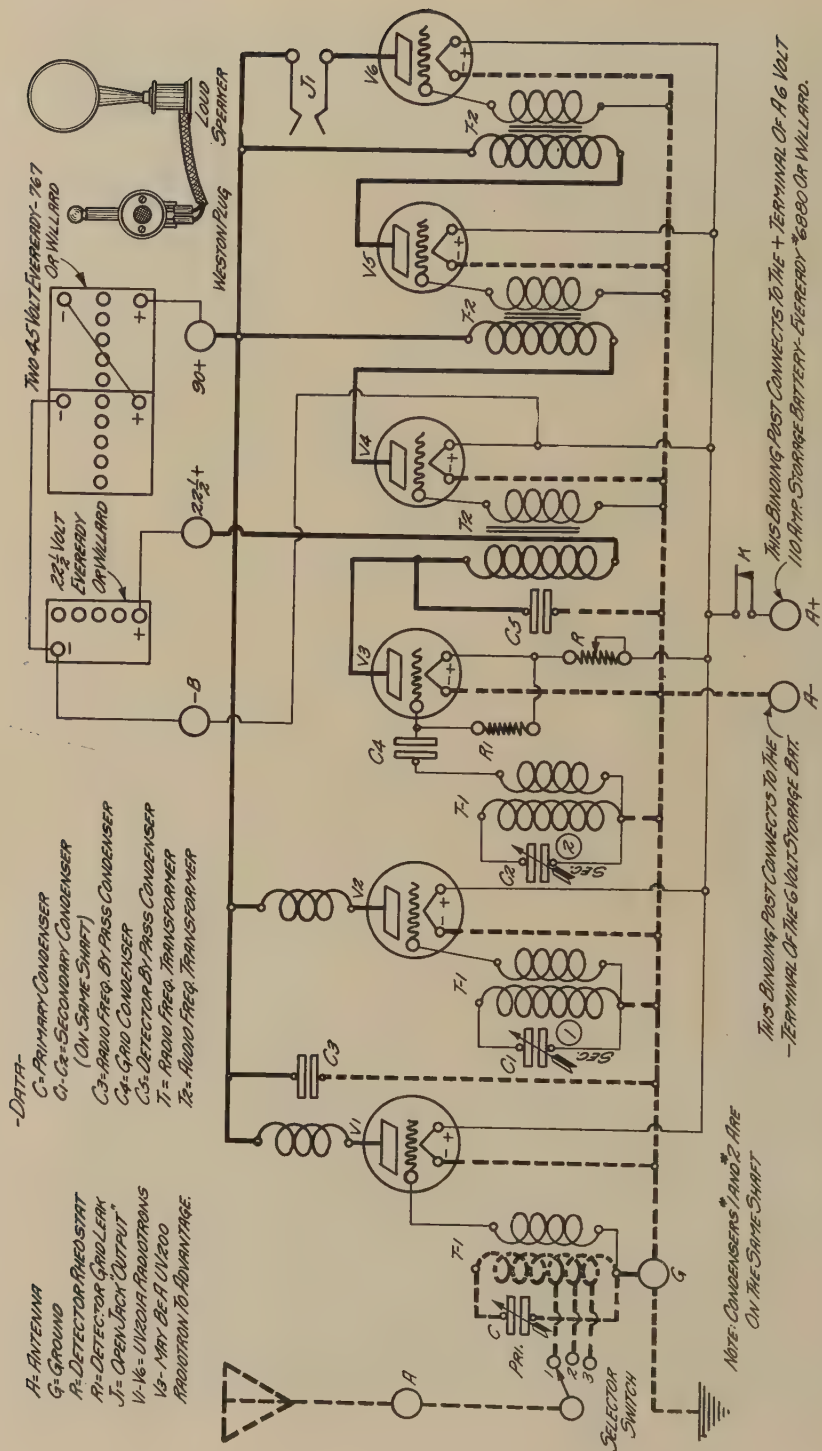 -DATA-
A=ANTENNA
G=GROUND
R=DETECTOR RHEOSTAT
R1=DETECTOR GRID LEAK
J1="OPEN JACK" OUTPUT"
V1-V6=UV201A RADIOTRONS
V3-MAY BE A UV200
RADIOTRON TO ADVANTAGE.
C=PRIMARY CONDENSER
C1-C2=SECONDARY CONDENSER
(ON SAME SHAFT)
C3=RADIO FREQ. BY PASS CONDENSER
C4=GRID CONDENSER
C5=DETECTOR BY PASS CONDENSER
T1=RADIO FREQ. TRANSFORMER
T2=AUDIO FREQ. TRANSFORMER
22½ VOLT
EVEREADY
OR WILLARD
TWO 45 VOLT EVEREADY-767
OR WILLARD
WESTON PLUG
LOUD
SPEAKER
-
+
-
+
-
+
-B
22½+
90+
A
SELECTOR
SWITCH
1
2
3
PRI.
C
T-1
V1
-+
C3
C1
SEC.
1
T-1
V2
-+
C2
SEC.
2
T-1
C4
R1
V3
-+
R
C5
T2
V4
-+
T-2
V5
-+
T-2
V6
-+
J1
G
A-
A+
K
NOTE: CONDENSERS #1 AND #2 ARE
ON THE SAME SHAFT
THIS BINDING POST CONNECTS TO THE
-TERMINAL OF THE 6 VOLT STORAGE BAT.
THIS BINDING POST CONNECTS TO THE + TERMINAL OF A 6 VOLT
110 AMP. STORAGE BATTERY-EVEREADY #6880 OR WILLARD.